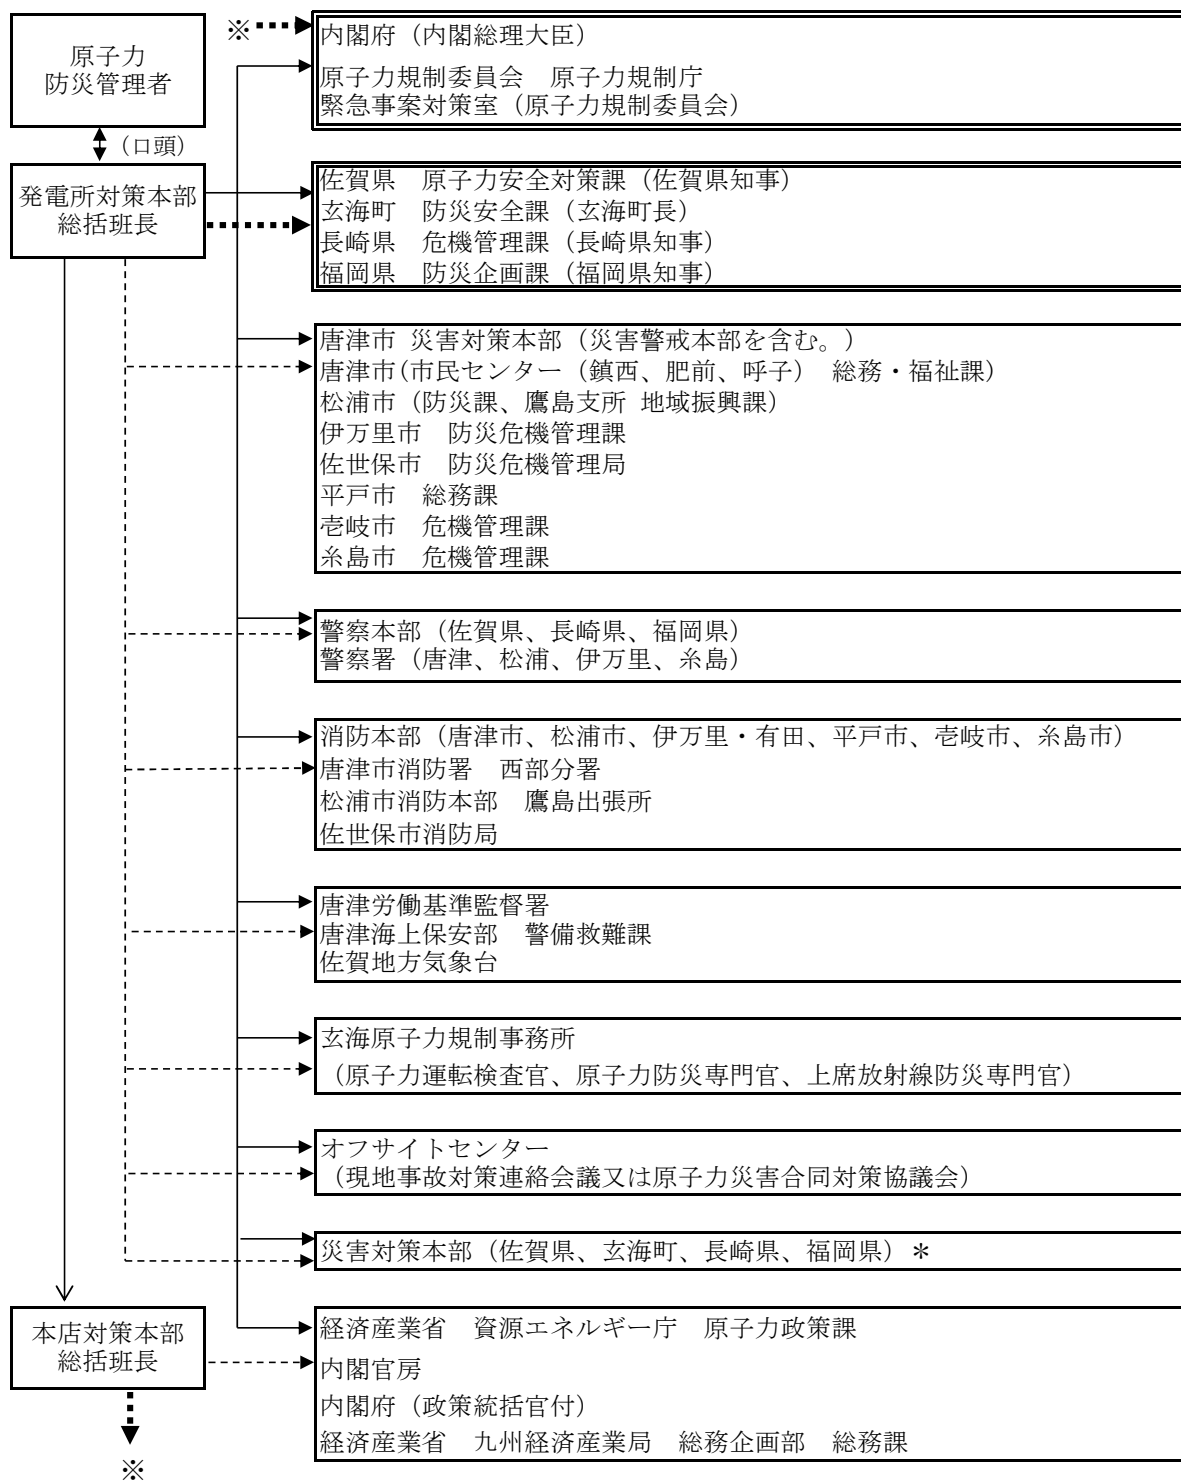 原子力
防災管理者
（口頭）
発電所対策本部
総括班長
本店対策本部
総括班長
※
※
内閣府（内閣総理大臣）
原子力規制委員会　原子力規制庁
緊急事案対策室（原子力規制委員会）
佐賀県　原子力安全対策課（佐賀県知事）
玄海町　防災安全課（玄海町長）
長崎県　危機管理課（長崎県知事）
福岡県　防災企画課（福岡県知事）
唐津市 災害対策本部（災害警戒本部を含む。）
唐津市(市民センター（鎮西、肥前、呼子）　総務・福祉課)
松浦市（防災課、鷹島支所 地域振興課）
伊万里市　防災危機管理課
佐世保市　防災危機管理局
平戸市　総務課
壱岐市　危機管理課
糸島市　危機管理課
警察本部（佐賀県、長崎県、福岡県）
警察署（唐津、松浦、伊万里、糸島）
消防本部（唐津市、松浦市、伊万里・有田、平戸市、壱岐市、糸島市）
唐津市消防署　西部分署
松浦市消防本部　鷹島出張所
佐世保市消防局
唐津労働基準監督署
唐津海上保安部　警備救難課
佐賀地方気象台
玄海原子力規制事務所
（原子力運転検査官、原子力防災専門官、上席放射線防災専門官）
オフサイトセンター
（現地事故対策連絡会議又は原子力災害合同対策協議会）
災害対策本部（佐賀県、玄海町、長崎県、福岡県）＊
経済産業省　資源エネルギー庁　原子力政策課
内閣官房
内閣府（政策統括官付）
経済産業省　九州経済産業局　総務企画部　総務課